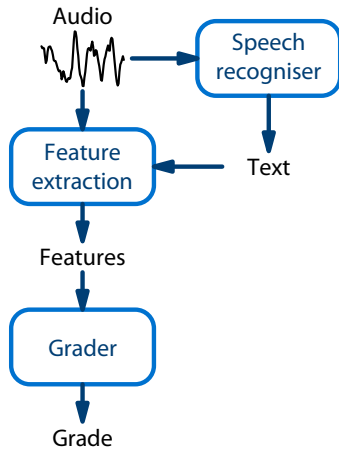 Audio
Speech
recogniser
Feature
extraction
Text
Features
Grader
Grade